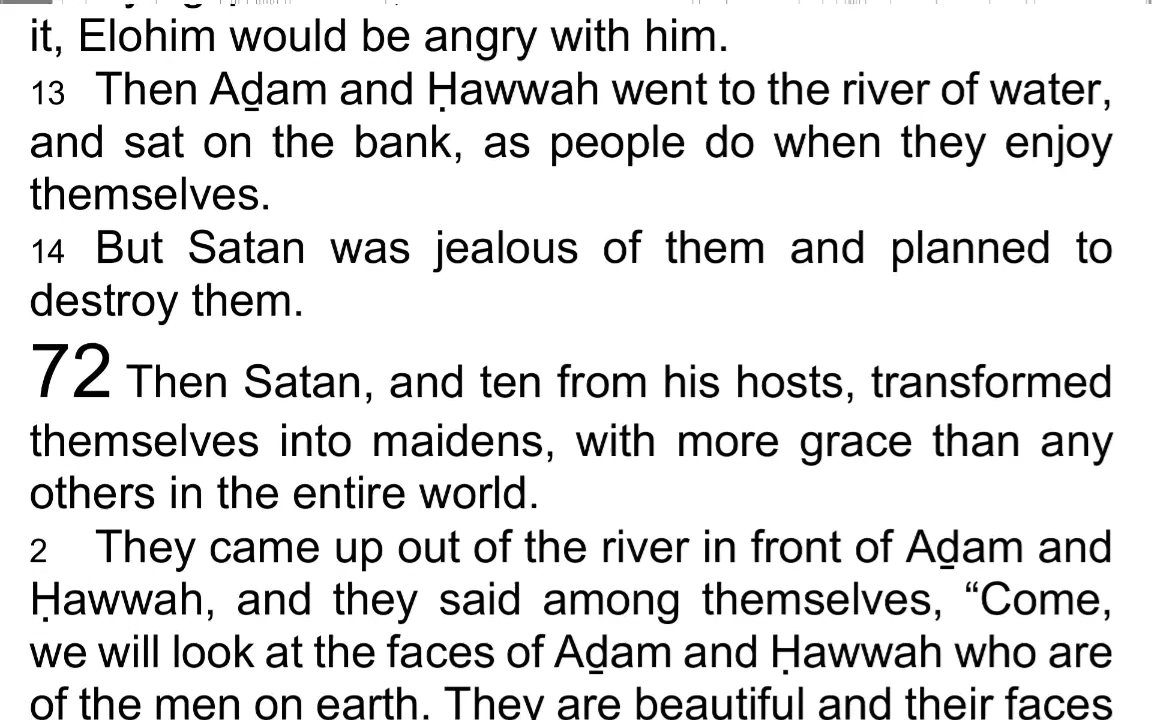 it, Elohim would be angry with him.
13 Then Aḏam and Ḥawwah went to the river of water,
and sat on the bank, as people do when they enjoy
themselves.
14 But Satan was jealous of them and planned to
destroy them.
72 Then Satan, and ten from his hosts, transformed
themselves into maidens, with more grace than any
others in the entire world.
2 They came up out of the river in front of Aḏam and
Ḥawwah, and they said among themselves, “Come,
we will look at the faces of Aḏam and Ḥawwah who are
of the men on earth. They are beautiful and their faces